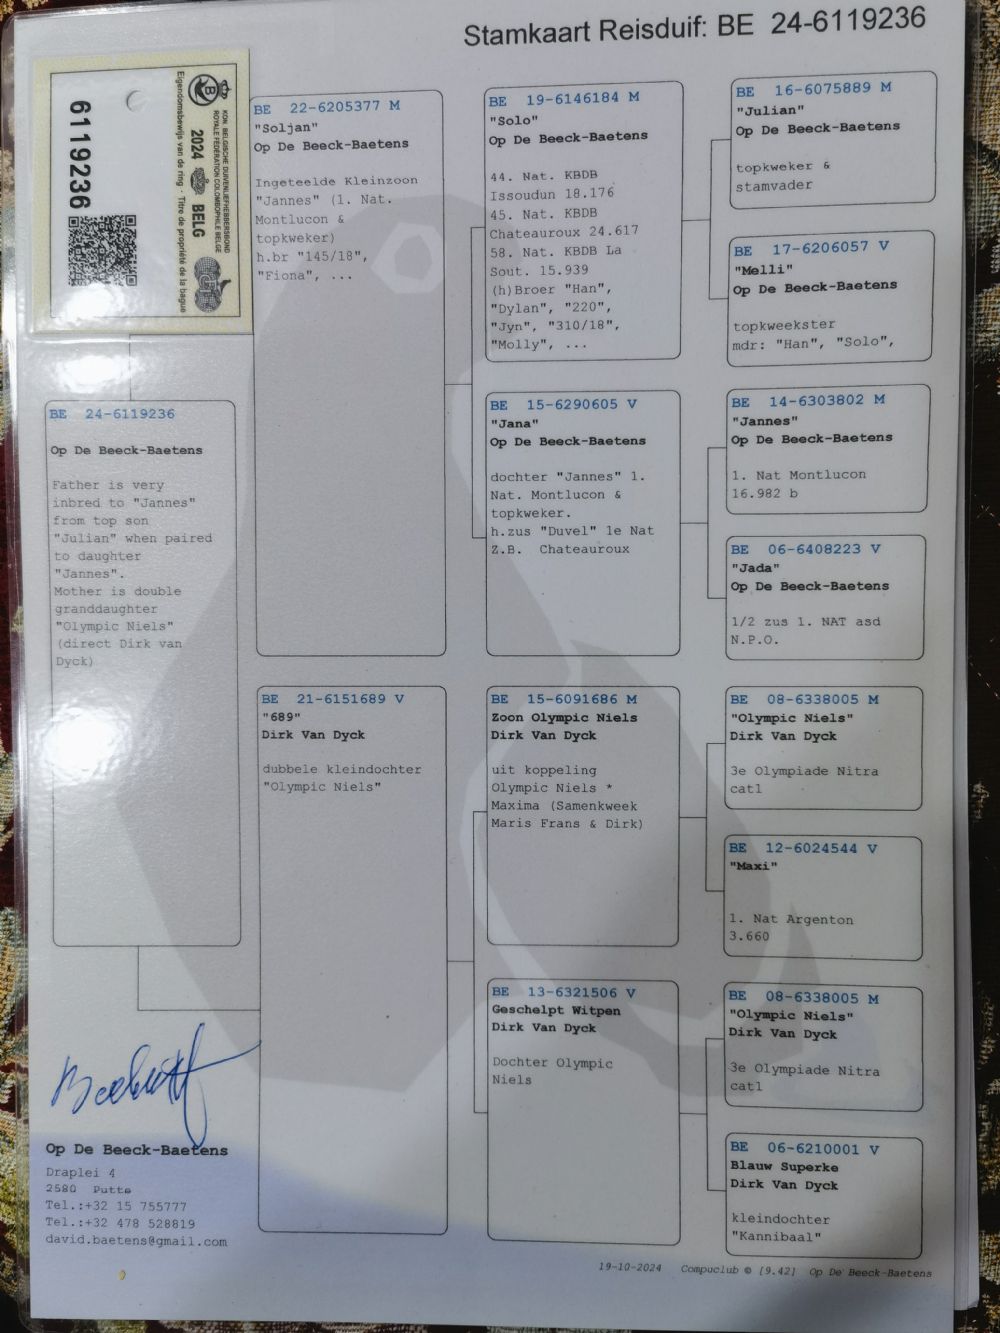 Stamkaart Reisduif: BE 24-6119236
KON. BELGISCHE DUIVENLIEFHEBBERSBOND
ROYALE FÉDÉRATION COLOMBOPHILE BELGE
2024 BELG
Eigendomsbewijs van de ring - Titre de propriété de la bague
6119236
BE 24-6119236
Op De Beeck-Baetens
Father is very
inbred to "Jannes"
from top son
"Julian" when paired
to daughter
"Jannes".
Mother is double
granddaughter
"Olympic Niels"
(direct Dirk van
Dyck)
BE 22-6205377 M
"Soljan"
Op De Beeck-Baetens
Ingeteelde Kleinzoon
"Jannes" (1. Nat.
Montlucon &
topkweker)
h.br "145/18",
"Fiona", ...
BE 21-6151689 V
"689"
Dirk Van Dyck
dubbele kleindochter
"Olympic Niels"
BE 19-6146184 M
"Solo"
Op De Beeck-Baetens
44. Nat. KBDB
Issoudun 18.176
45. Nat. KBDB
Chateauroux 24.617
58. Nat. KBDB La
Sout. 15.939
(h)Broer "Han",
"Dylan", "220",
"Jyn", "310/18",
"Molly", ...
BE 15-6290605 V
"Jana"
Op De Beeck-Baetens
dochter "Jannes" 1.
Nat. Montlucon &
topkweker.
h.zus "Duvel" 1e Nat
Z.B. Chateauroux
BE 15-6091686 M
Zoon Olympic Niels
Dirk Van Dyck
uit koppeling
Olympic Niels *
Maxima (Samenkweek
Maris Frans & Dirk)
BE 13-6321506 V
Geschelpt Witpen
Dirk Van Dyck
Dochter Olympic
Niels
BE 16-6075889 M
"Julian"
Op De Beeck-Baetens
topkweker &
stamvader
BE 17-6206057 V
"Melli"
Op De Beeck-Baetens
topkweekster
mdr: "Han", "Solo",
BE 14-6303802 M
"Jannes"
Op De Beeck-Baetens
1. Nat Montlucon
16.982 b
BE 06-6408223 V
"Jada"
Op De Beeck-Baetens
1/2 zus 1. NAT asd
N.P.O.
BE 08-6338005 M
"Olympic Niels"
Dirk Van Dyck
3e Olympiade Nitra
cat1
BE 12-6024544 V
"Maxi"
1. Nat Argenton
3.660
BE 08-6338005 M
"Olympic Niels"
Dirk Van Dyck
3e Olympiade Nitra
cat1
BE 06-6210001 V
Blauw Superke
Dirk Van Dyck
kleindochter
"Kannibaal"
Op De Beeck-Baetens
Draplei 4
2580 Putte
Tel.:+32 15 755777
Tel.:+32 478 528819
david.baetens@gmail.com
19-10-2024 Compuclub © [9.42] Op De Beeck-Baetens